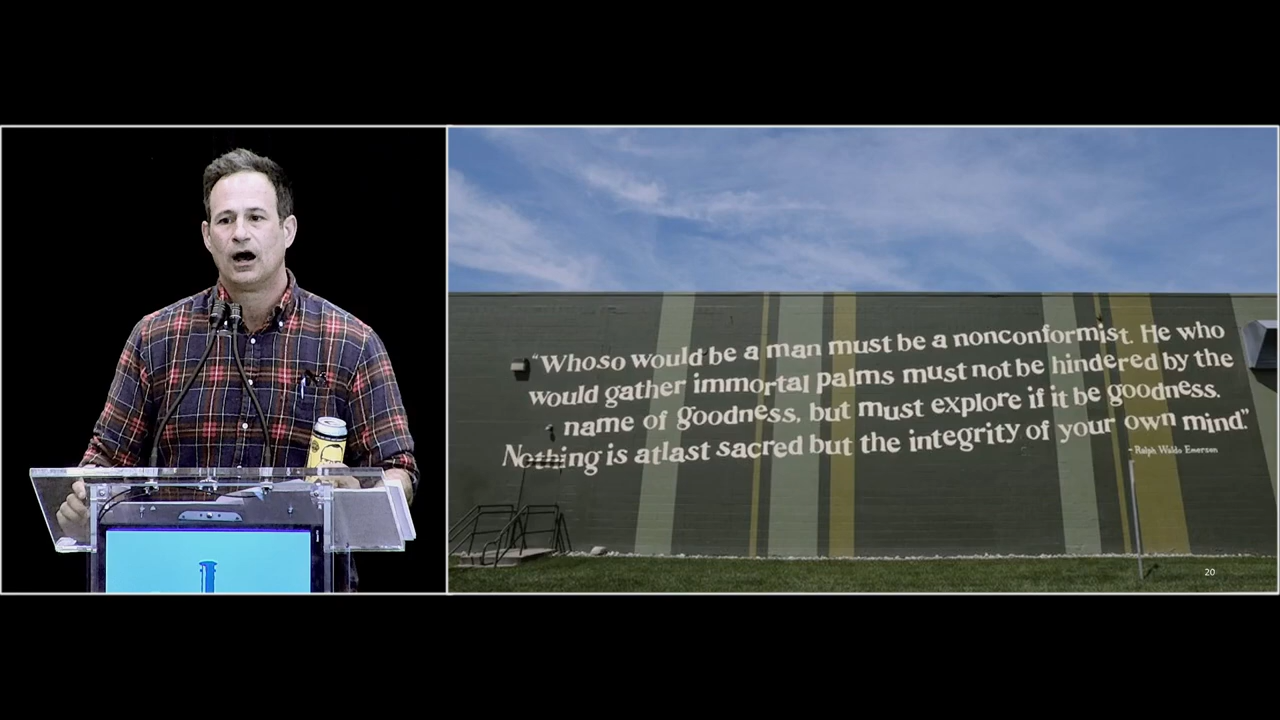 “Whoso would be a man must be a nonconformist. He who
would gather immortal palms must not be hindered by the
name of goodness, but must explore if it be goodness.
Nothing is atlast sacred but the integrity of your own mind.”
- Ralph Waldo Emerson
20